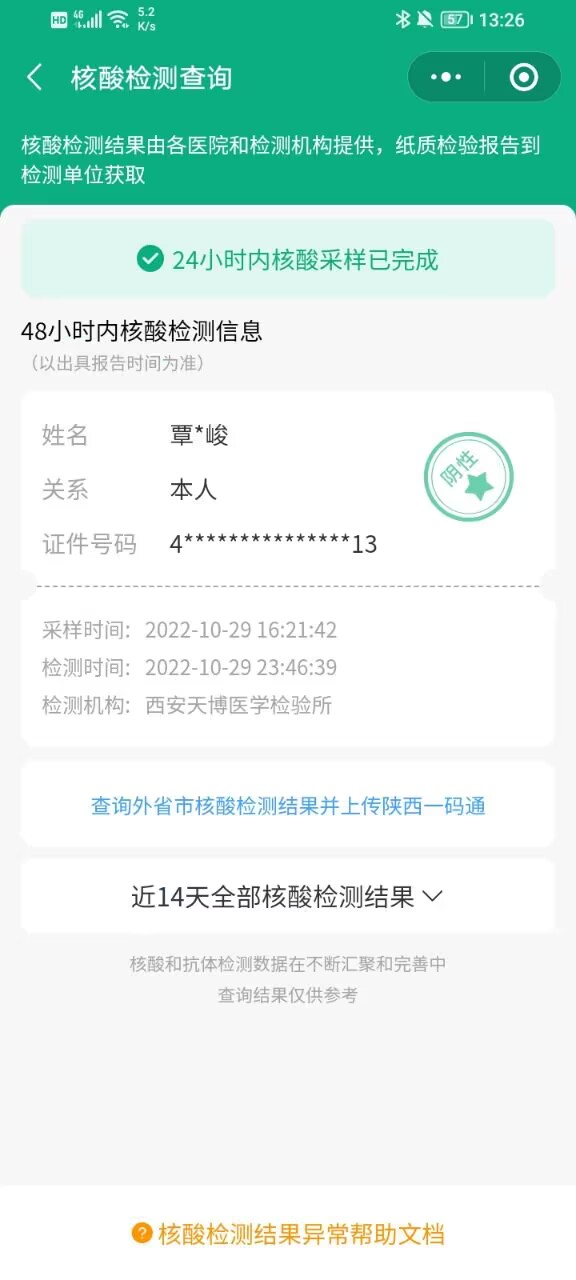 HD 4G 5.2 K/s 57 13:26
核酸检测查询
核酸检测结果由各医院和检测机构提供，纸质检验报告到
检测单位获取
24小时内核酸采样已完成
48小时内核酸检测信息
（以出具报告时间为准）
姓名 覃*峻
阴性
关系 本人
证件号码 4***************13
采样时间: 2022-10-29 16:21:42
检测时间: 2022-10-29 23:46:39
检测机构: 西安天博医学检验所
查询外省市核酸检测结果并上传陕西一码通
近14天全部核酸检测结果
核酸和抗体检测数据在不断汇聚和完善中
查询结果仅供参考
? 核酸检测结果异常帮助文档